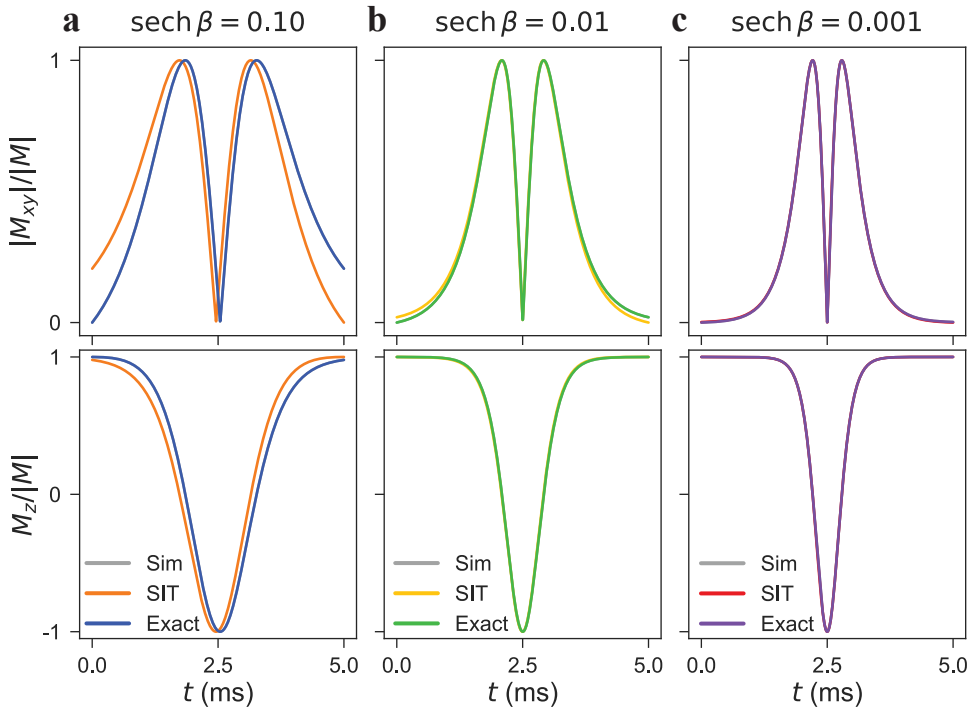 a sech β = 0.10
b sech β = 0.01
c sech β = 0.001
|Mxy|/|M|
1
0
Mz/|M|
1
0
-1
Sim
SIT
Exact
Sim
SIT
Exact
Sim
SIT
Exact
0.0 2.5 5.0
0.0 2.5 5.0
0.0 2.5 5.0
t (ms)
t (ms)
t (ms)